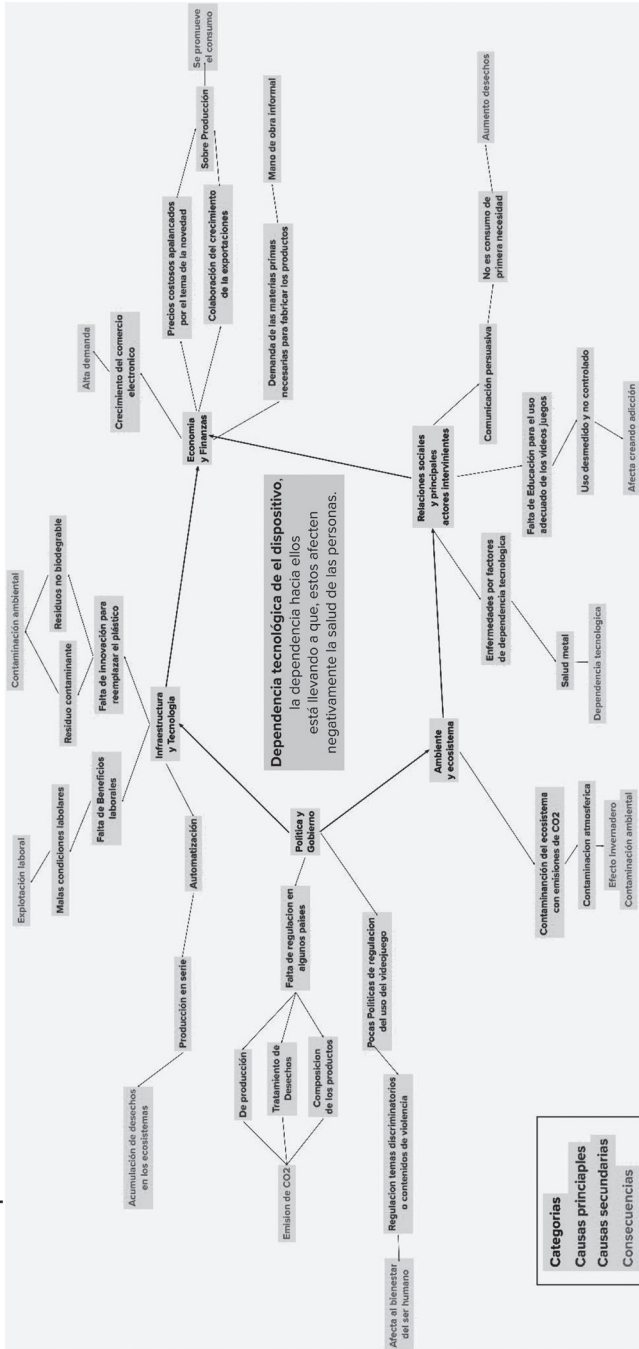 Dependencia tecnológica de el dispositivo,
la dependencia hacia ellos
está llevando a que, estos afecten
negativamente la salud de las personas.
Política y
Gobierno
Falta de regulacion en
algunos paises
De producción
Tratamiento de
Desechos
Composicion
de los productos
Emision de CO2
Pocas Politicas de regulacion
del uso del videojuego
Regulacion temas discriminatorios
o contenidos de violencia
Afecta al bienestar
del ser humano
Infraestructura
y Tecnología
Automatización
Producción en serie
Acumulación de desechos
en los ecosistemas
Falta de Beneficios
laborales
Malas condiciones labolares
Explotación laboral
Falta de innovación para
reemplazar el plástico
Residuo contaminante
Residuos no biodegrable
Contaminación ambiental
Economía
y Finanzas
Crecimiento del comercio
electronico
Alta demanda
Precios costosos apalancados
por el tema de la novedad
Colaboración del crecimiento
de la exportaciones
Sobre Producción
Se promueve
el consumo
Demanda de las materias primas
necesarias para fabricar los productos
Mano de obra informal
Relaciones sociales
y principales
actores intervinientes
Comunicación persuasiva
No es consumo de
primera necesidad
Aumento desechos
Falta de Educación para el uso
adecuado de los videos juegos
Uso desmedido y no controlado
Afecta creando adicción
Enfermedades por factores
de dependencia tecnologica
Salud metal
Dependencia tecnologica
Ambiente
y ecosistema
Contaminanción del ecosistema
con emisiones de CO2
Contaminacion atmosferica
Efecto Invernadero
Contaminación ambiental
Categorias
Causas princiaples
Causas secundarias
Consecuencias